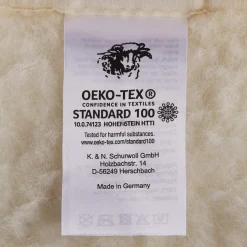 OEKO-TEX®
CONFIDENCE IN TEXTILES
STANDARD 100
10.0.74123 HOHENSTEIN HTTI
Tested for harmful substances.
www.oeko-tex.com/standard100
K. & N. Schurwoll GmbH
Holzbachstr. 14
D-56249 Herschbach
Made in Germany